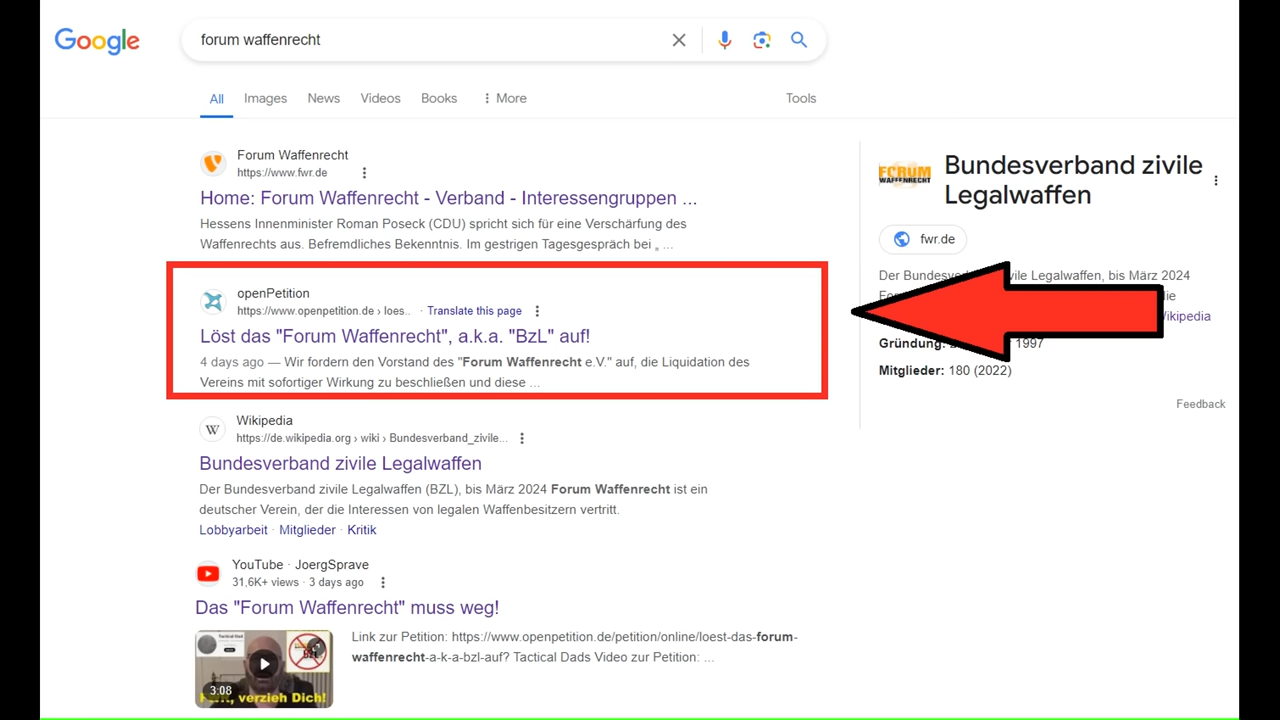 Google
forum waffenrecht
All Images News Videos Books More Tools
Forum Waffenrecht
https://www.fwr.de
Home: Forum Waffenrecht - Verband - Interessengruppen ...
Hessens Innenminister Roman Poseck (CDU) spricht sich für eine Verschärfung des
Waffenrechts aus. Befremdliches Bekenntnis. Im gestrigen Tagesgespräch bei „ ...
openPetition
https://www.openpetition.de › loes.. · Translate this page
Löst das "Forum Waffenrecht", a.k.a. "BzL" auf!
4 days ago — Wir fordern den Vorstand des "Forum Waffenrecht e.V." auf, die Liquidation des
Vereins mit sofortiger Wirkung zu beschließen und diese ...
Wikipedia
https://de.wikipedia.org › wiki › Bundesverband_zivile...
Bundesverband zivile Legalwaffen
Der Bundesverband zivile Legalwaffen (BZL), bis März 2024 Forum Waffenrecht ist ein
deutscher Verein, der die Interessen von legalen Waffenbesitzern vertritt.
Lobbyarbeit · Mitglieder · Kritik
YouTube · JoergSprave
31,6K+ views · 3 days ago
Das "Forum Waffenrecht" muss weg!
Link zur Petition: https://www.openpetition.de/petition/online/loest-das-forum-
waffenrecht-a-k-a-bzl-auf? Tactical Dads Video zur Petition: ...
3:08
verzieh Dich!
FORUM
WAFFENRECHT
Bundesverband zivile
Legalwaffen
fwr.de
Der Bundesverband zivile Legalwaffen, bis März 2024
die
Wikipedia
Gründung: 1997
Mitglieder: 180 (2022)
Feedback